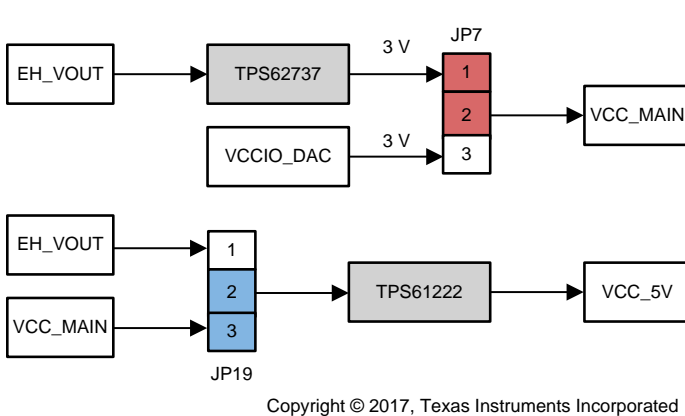 JP7
3 V
EH_VOUT
TPS62737
1
2
VCC_MAIN
3 V
VCCIO_DAC
3
EH_VOUT
1
2
TPS61222
VCC_5V
VCC_MAIN
3
JP19
Copyright © 2017, Texas Instruments Incorporated